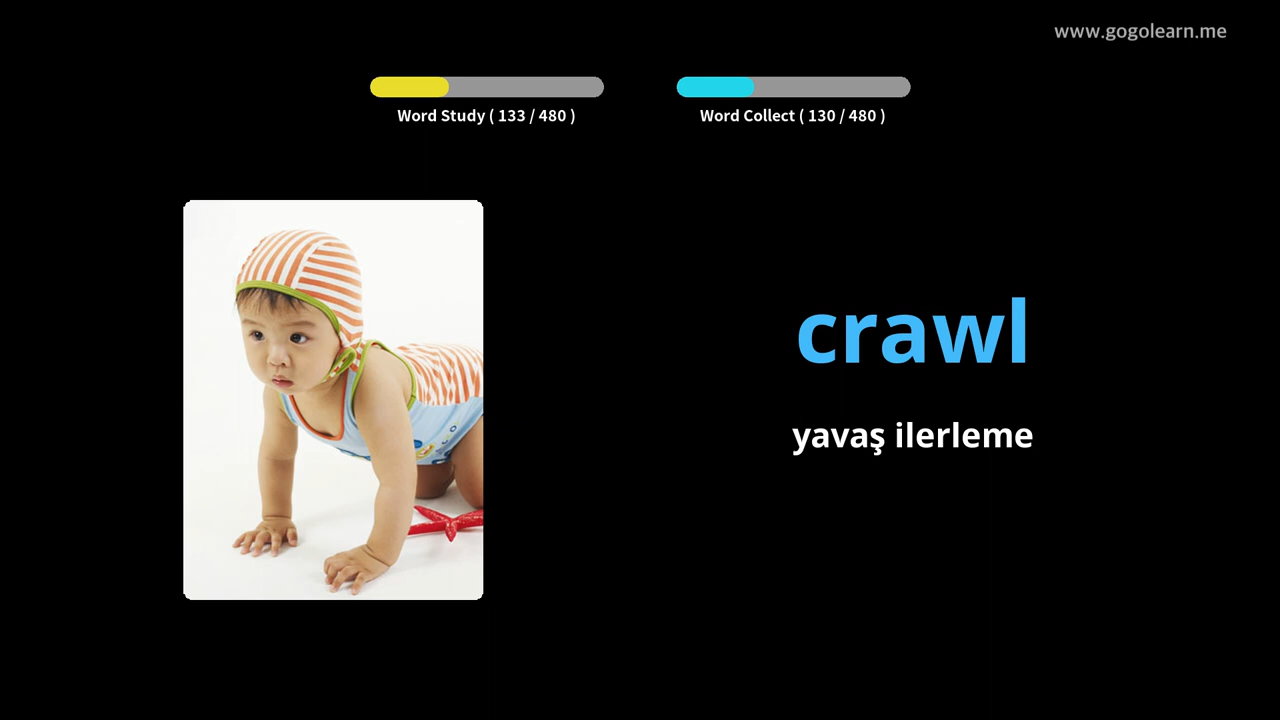 www.gogolearn.me
Word Study ( 133 / 480 )
Word Collect ( 130 / 480 )
crawl
yavaş ilerleme